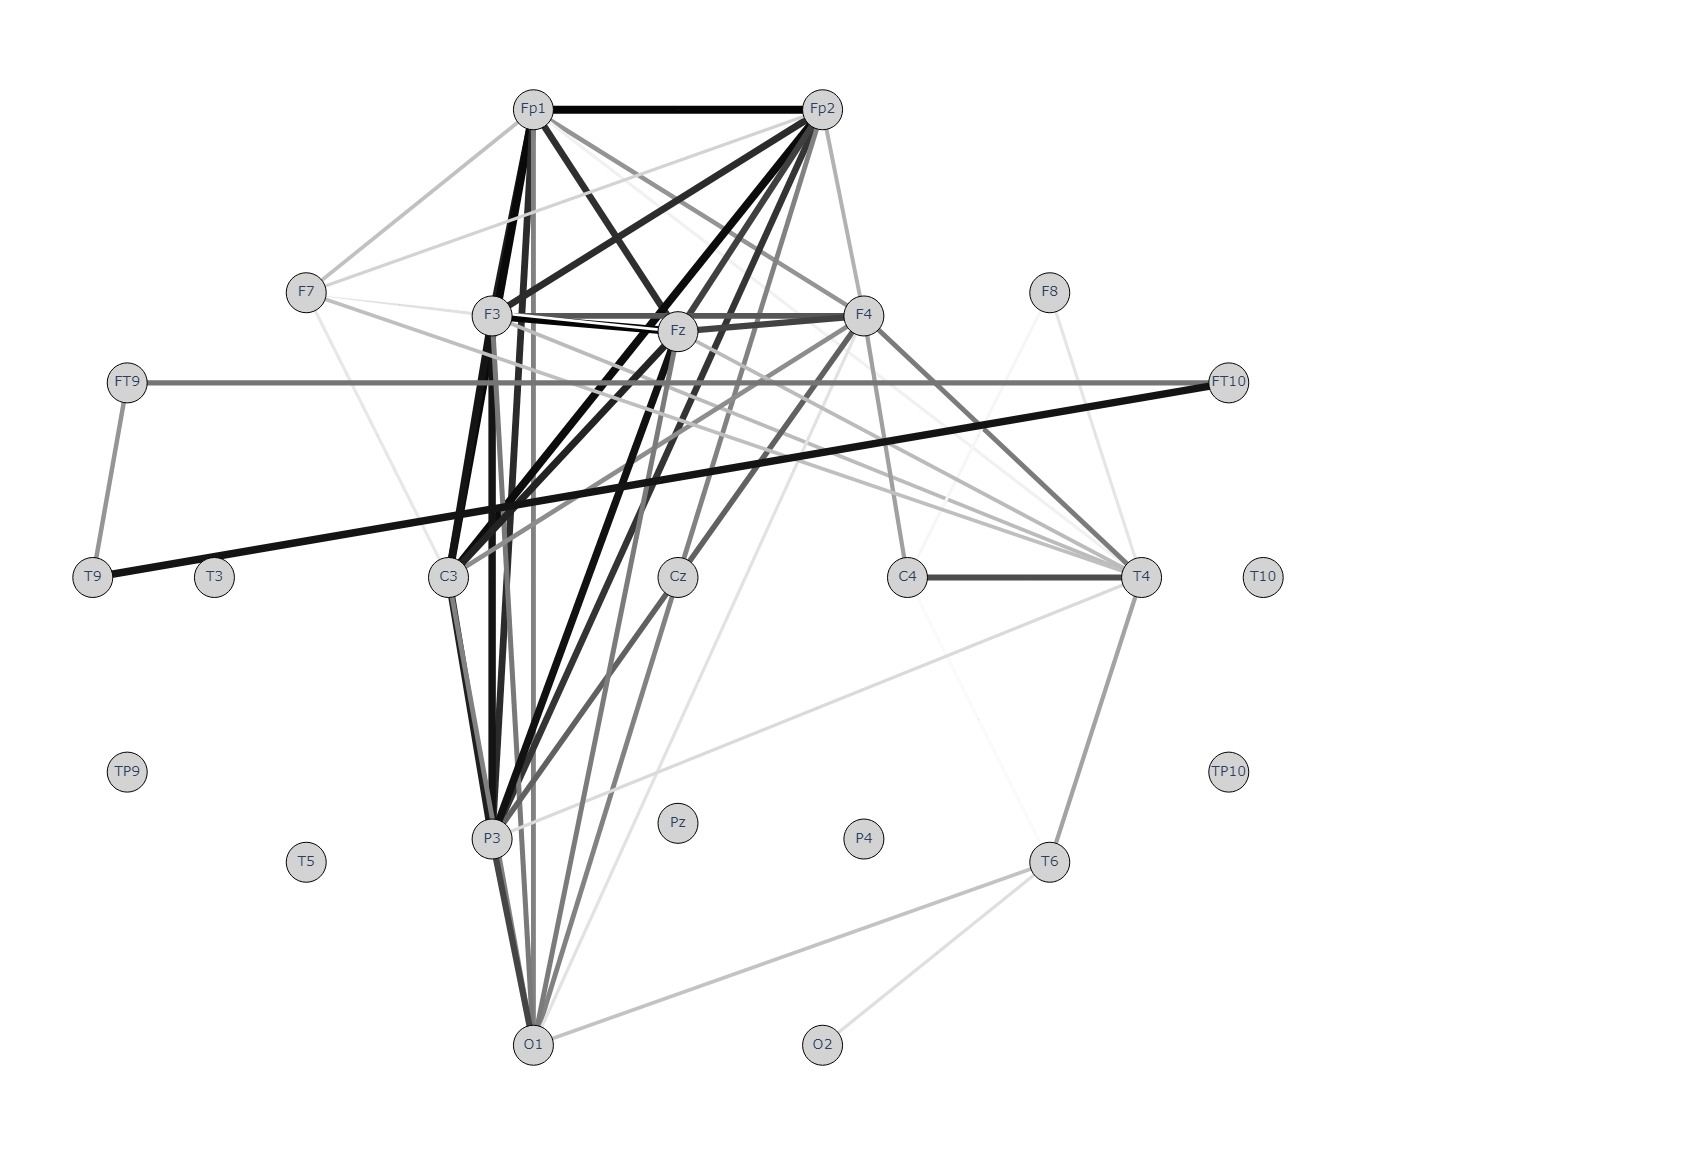 Fp1 Fp2
F7 F8
F3 Fz F4
FT9 FT10
T9 T3 C3 Cz C4 T4 T10
TP9 TP10
Pz
P3 P4
T5 T6
O1 O2